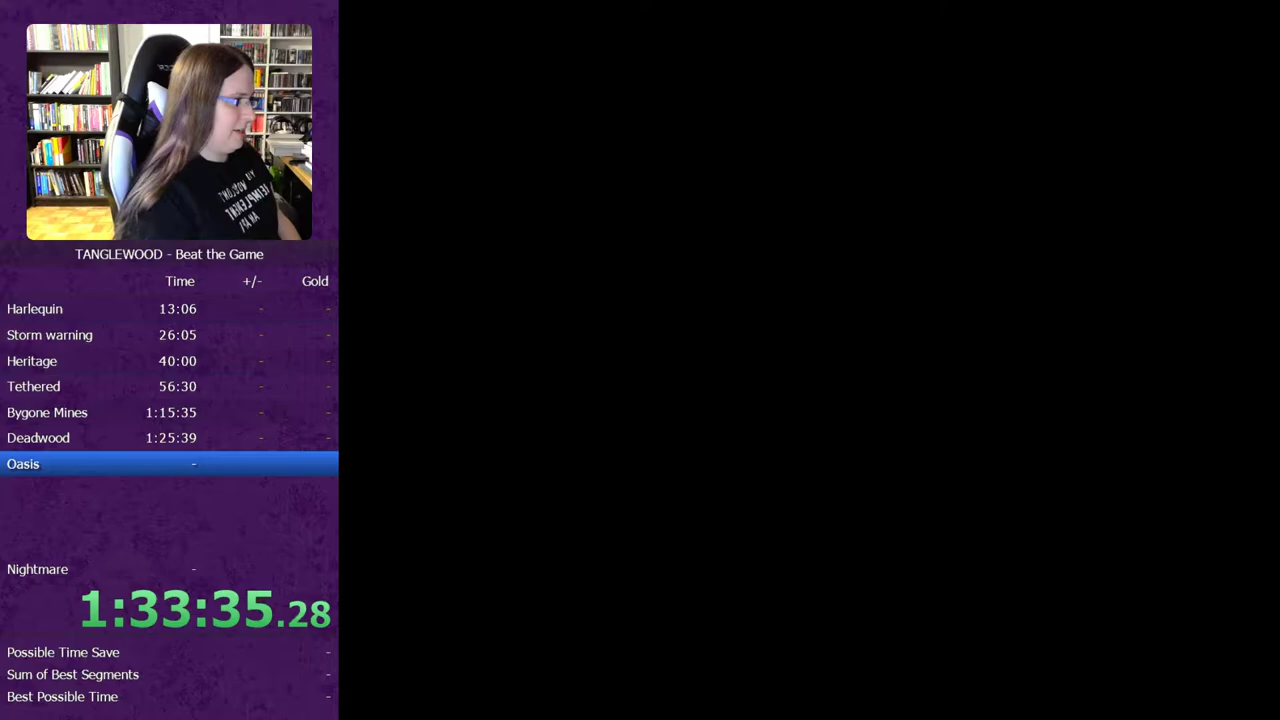 TANGLEWOOD - Beat the Game
Time +/- Gold
Harlequin 13:06 - -
Storm warning 26:05 - -
Heritage 40:00 - -
Tethered 56:30 - -
Bygone Mines 1:15:35 - -
Deadwood 1:25:39 - -
Oasis -
Nightmare -
1:33:35.28
Possible Time Save -
Sum of Best Segments -
Best Possible Time -